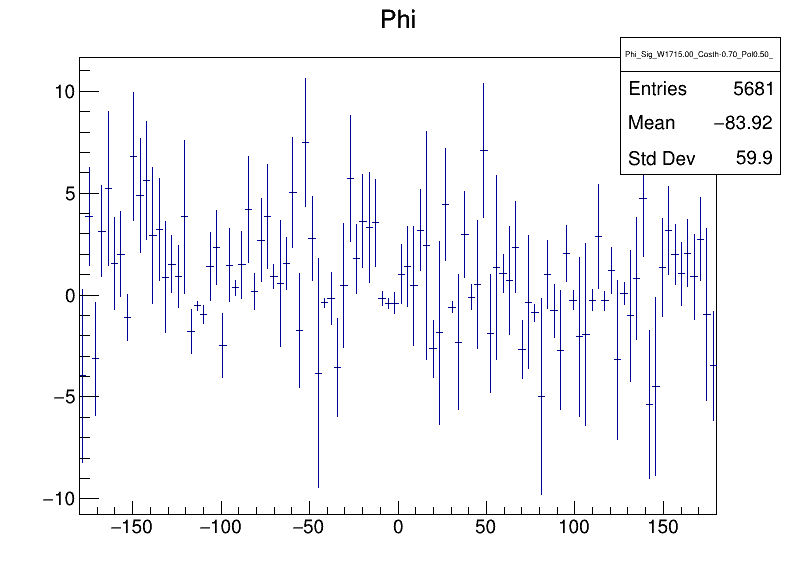 Phi
Phi_Sig_W1715.00_Costh-0.70_Pol0.50_
Entries 5681
Mean −83.92
Std Dev 59.9
10
5
0
−5
−10
−150 −100 −50 0 50 100 150